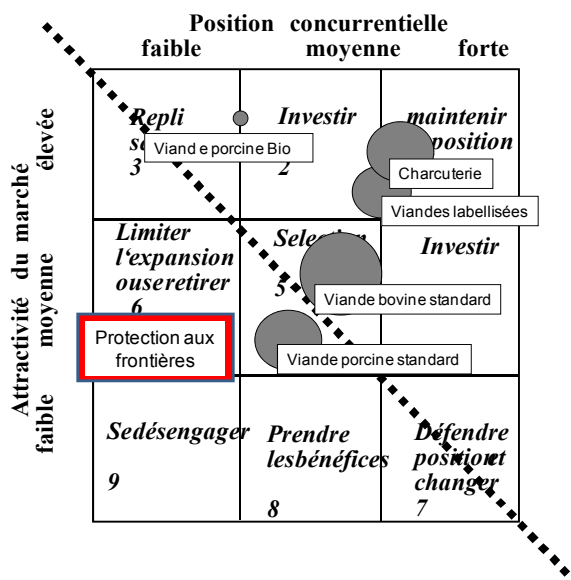 Position concurrentielle
faible moyenne forte
Attractivité du marché
élevée
moyenne
faible
Repli
3
Investir
2
maintenir
position
Viand e porcine Bio
Charcuterie
Viandes labellisées
Limiter
l'expansion
ouseretirer
6
5
Investir
Viande bovine standard
Protection aux
frontières
Viande porcine standard
Sedésengager
9
Prendre
lesbénéfices
8
Défendre
positionet
changer
7